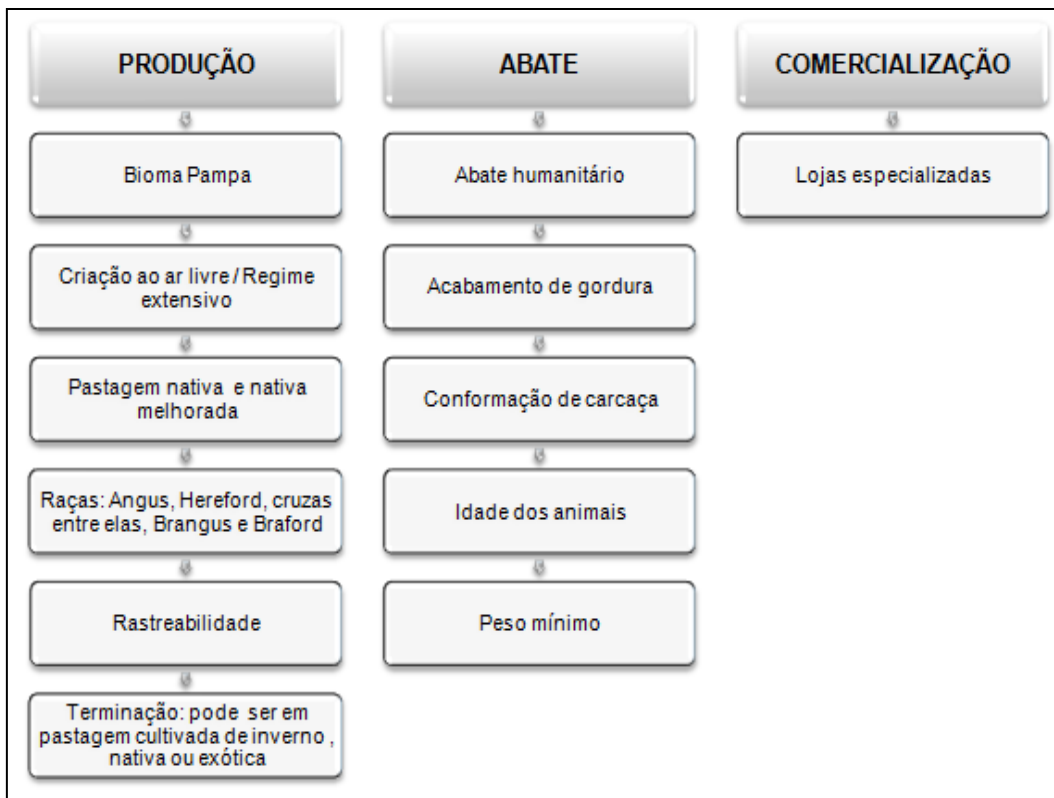 PRODUÇÃO
Bioma Pampa
Criação ao ar livre / Regime
extensivo
Pastagem nativa e nativa
melhorada
Raças: Angus, Hereford, cruzas
entre elas, Brangus e Braford
Rastreabilidade
Terminação: pode ser em
pastagem cultivada de inverno ,
nativa ou exótica
ABATE
Abate humanitário
Acabamento de gordura
Conformação de carcaça
Idade dos animais
Peso mínimo
COMERCIALIZAÇÃO
Lojas especializadas